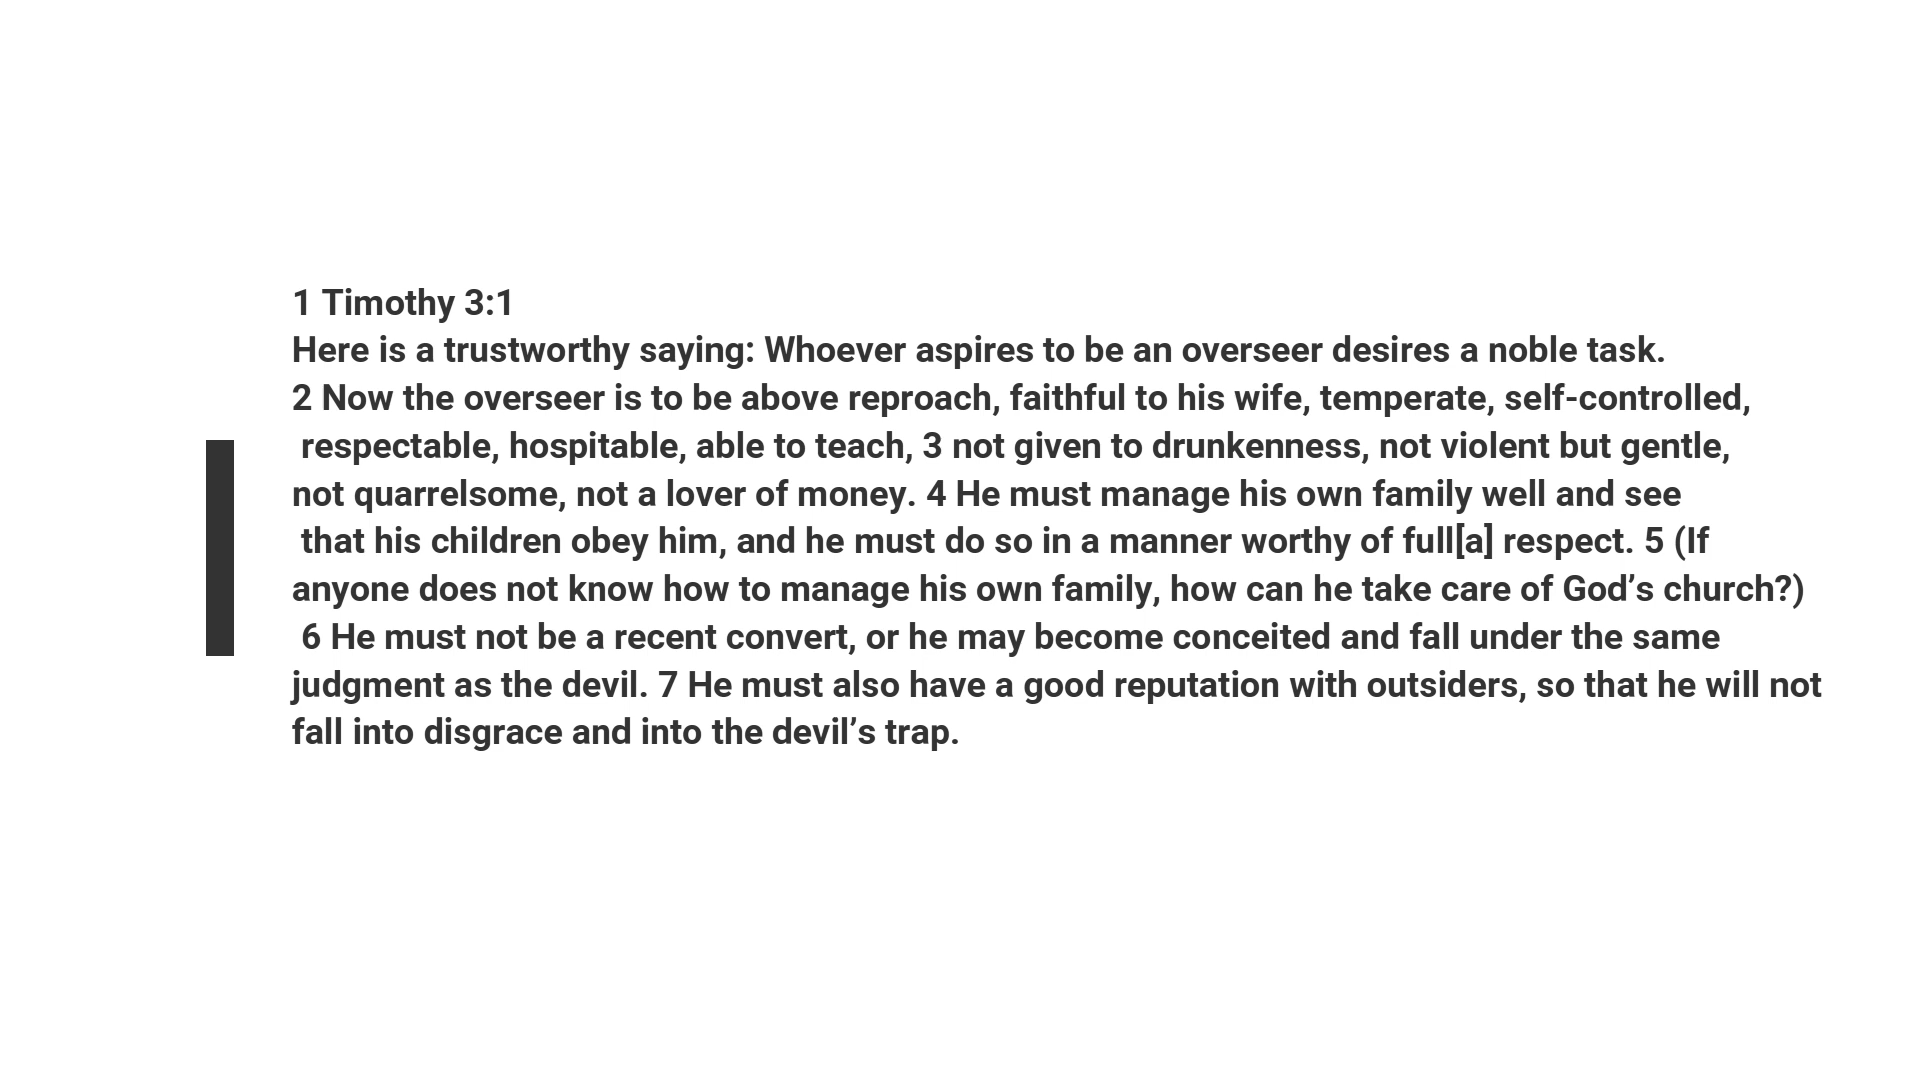 1 Timothy 3:1
Here is a trustworthy saying: Whoever aspires to be an overseer desires a noble task.
2 Now the overseer is to be above reproach, faithful to his wife, temperate, self-controlled,
respectable, hospitable, able to teach, 3 not given to drunkenness, not violent but gentle,
not quarrelsome, not a lover of money. 4 He must manage his own family well and see
that his children obey him, and he must do so in a manner worthy of full[a] respect. 5 (If
anyone does not know how to manage his own family, how can he take care of God’s church?)
6 He must not be a recent convert, or he may become conceited and fall under the same
judgment as the devil. 7 He must also have a good reputation with outsiders, so that he will not
fall into disgrace and into the devil’s trap.